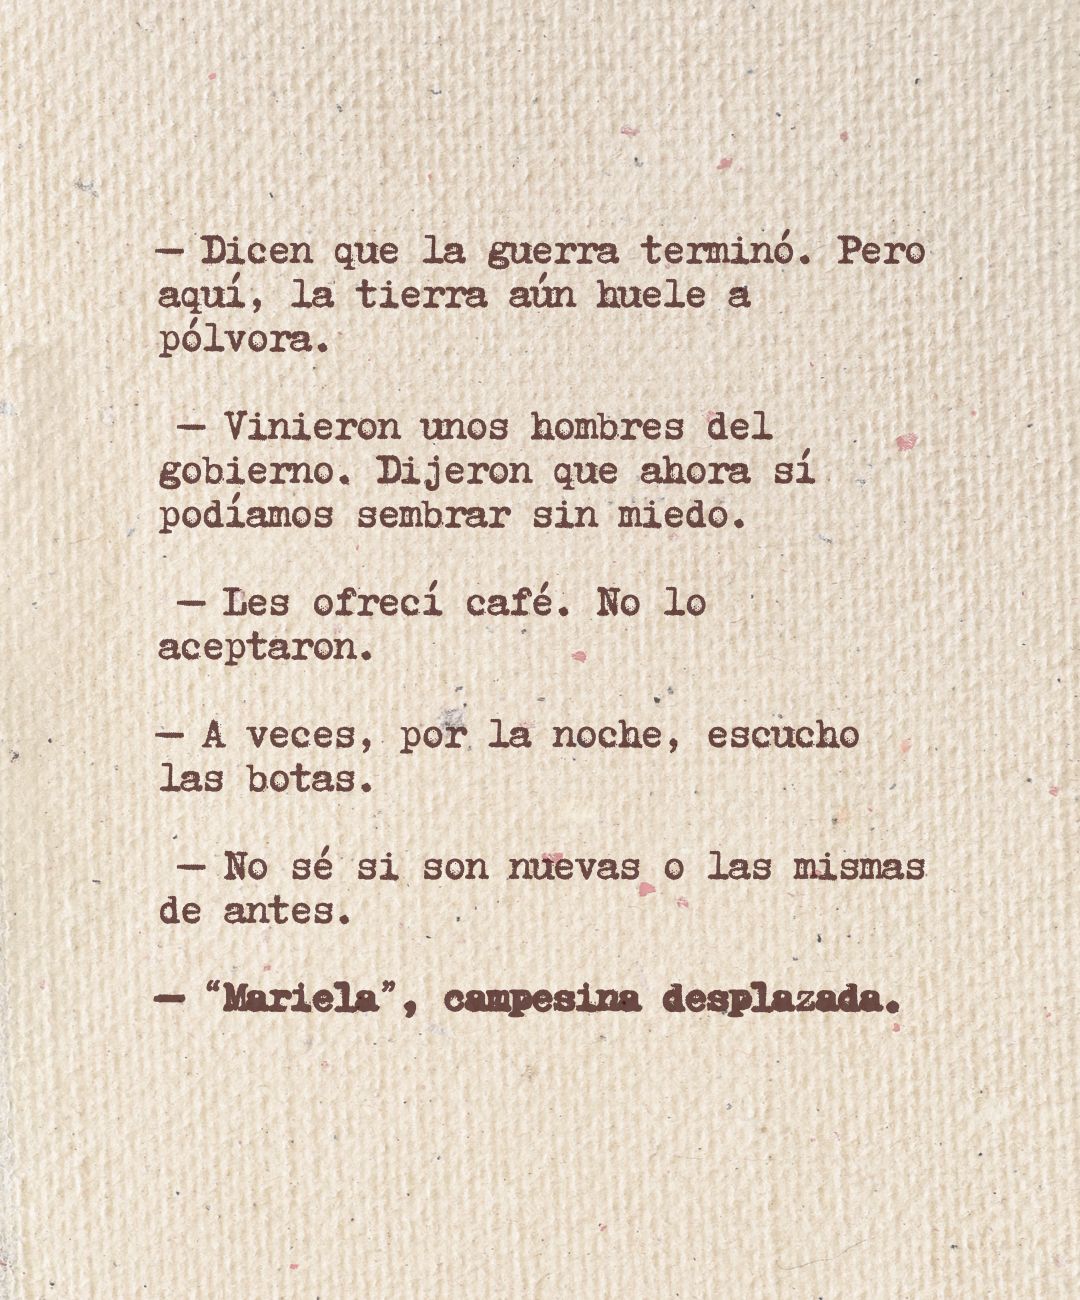 — Dicen que la guerra terminó. Pero
aquí, la tierra aún huele a
pólvora.
— Vinieron unos hombres del
gobierno. Dijeron que ahora sí
podíamos sembrar sin miedo.
— Les ofrecí café. No lo
aceptaron.
— A veces, por la noche, escucho
las botas.
— No sé si son nuevas o las mismas
de antes.
— “Mariela”, campesina desplazada.